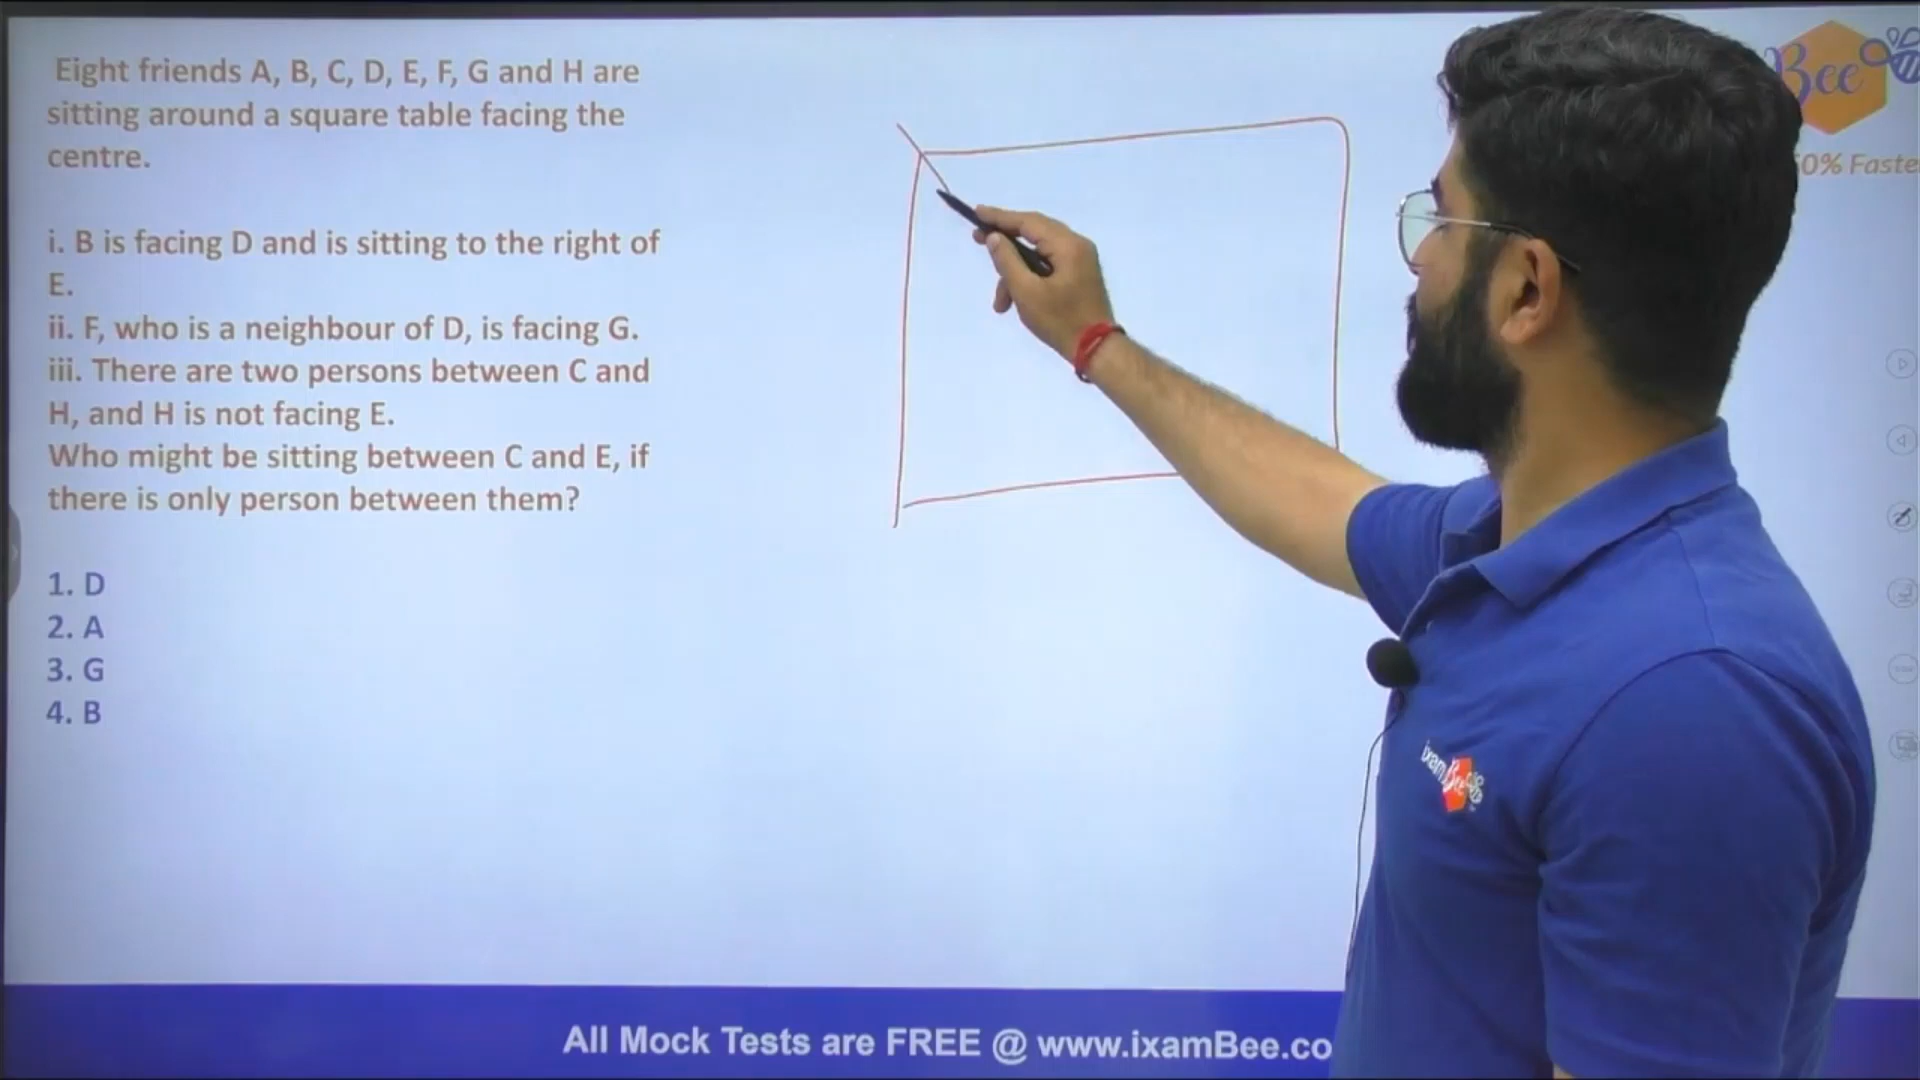 Eight friends A, B, C, D, E, F, G and H are
sitting around a square table facing the
centre.
i. B is facing D and is sitting to the right of
E.
ii. F, who is a neighbour of D, is facing G.
iii. There are two persons between C and
H, and H is not facing E.
Who might be sitting between C and E, if
there is only person between them?
1. D
2. A
3. G
4. B
Bee
0% Faste
ixamBee
All Mock Tests are FREE @ www.ixamBee.co